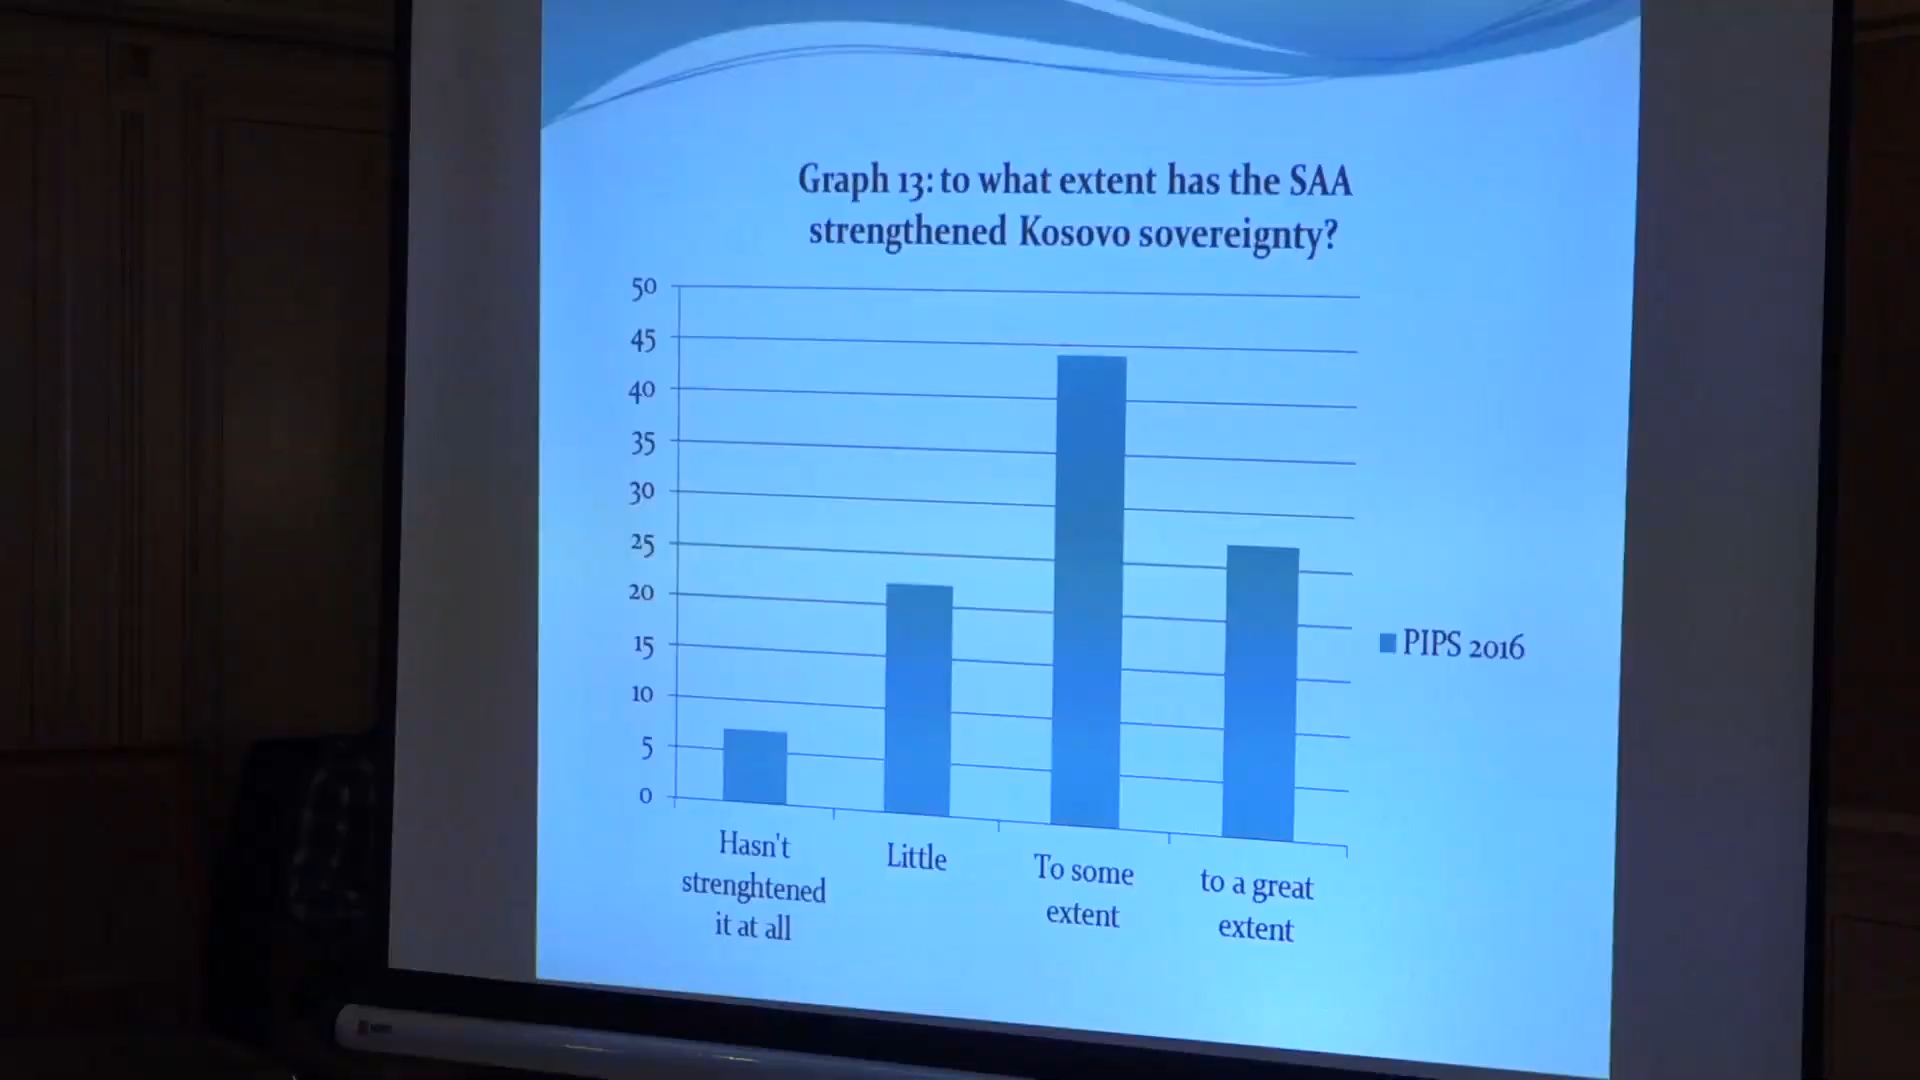 Graph 13: to what extent has the SAA
strengthened Kosovo sovereignty?
50
45
40
35
30
25
20
15
10
5
0
Hasn't
strenghtened
it at all
Little
To some
extent
to a great
extent
PIPS 2016